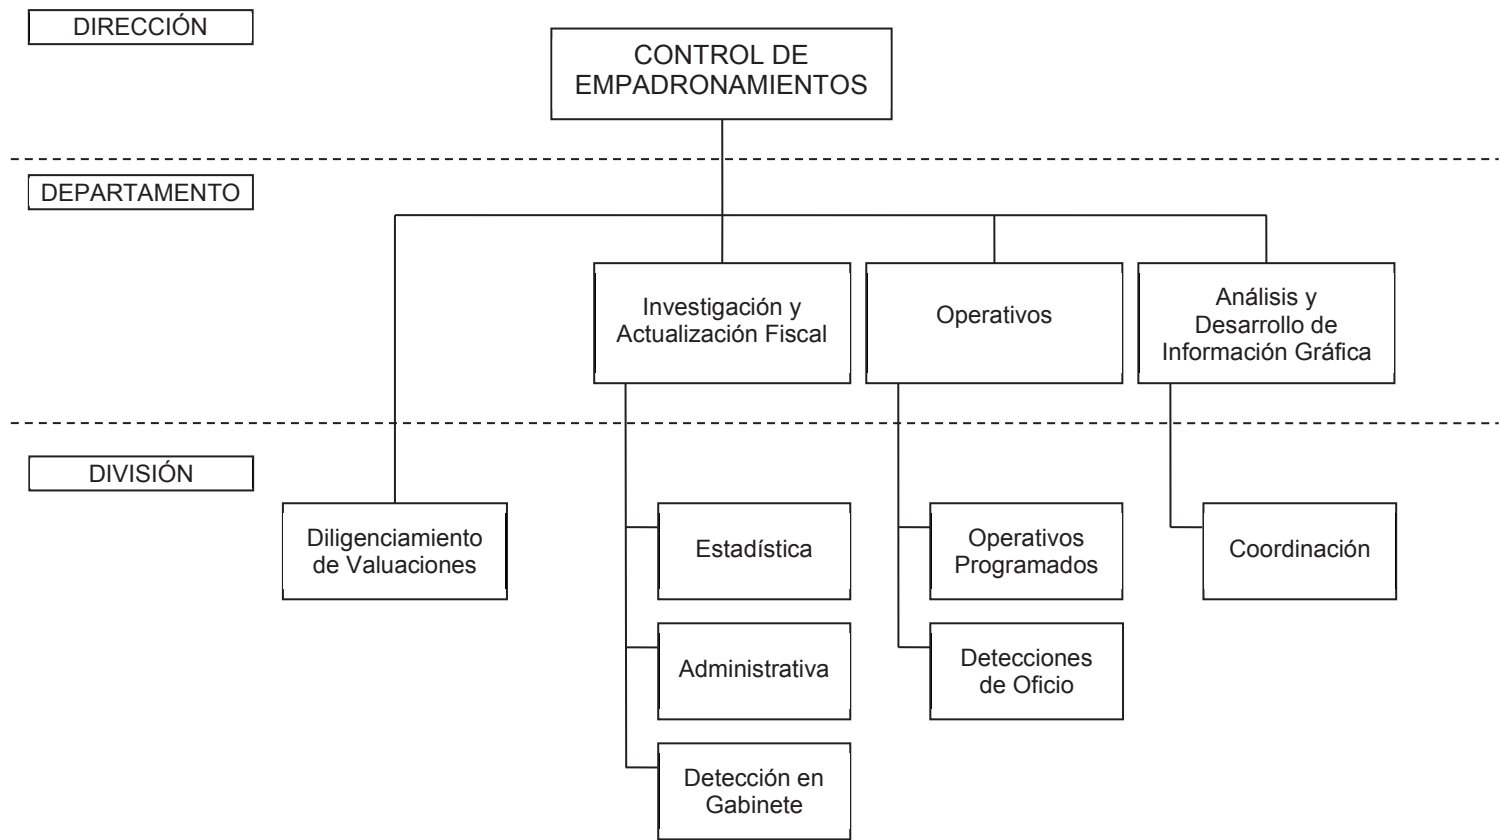 DIRECCIÓN
CONTROL DE
EMPADRONAMIENTOS
DEPARTAMENTO
Investigación y
Actualización Fiscal
Operativos
Análisis y
Desarrollo de
Información Gráfica
DIVISIÓN
Diligenciamiento
de Valuaciones
Estadística
Operativos
Programados
Coordinación
Administrativa
Detecciones
de Oficio
Detección en
Gabinete